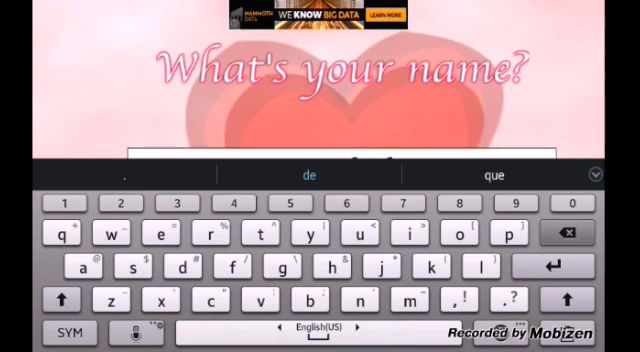 MAMMOTH DATA WE KNOW BIG DATA LEARN MORE
What's your name?
. de que
1 2 3 4 5 6 7 8 9 0
q + w e = r % t ^ y | u < i > o [ p ]
a @ s $ d # f / g \ h & j * k ( l )
z x c " v : b ; n m , ! . ?
SYM English(US)
Recorded by Mobizen